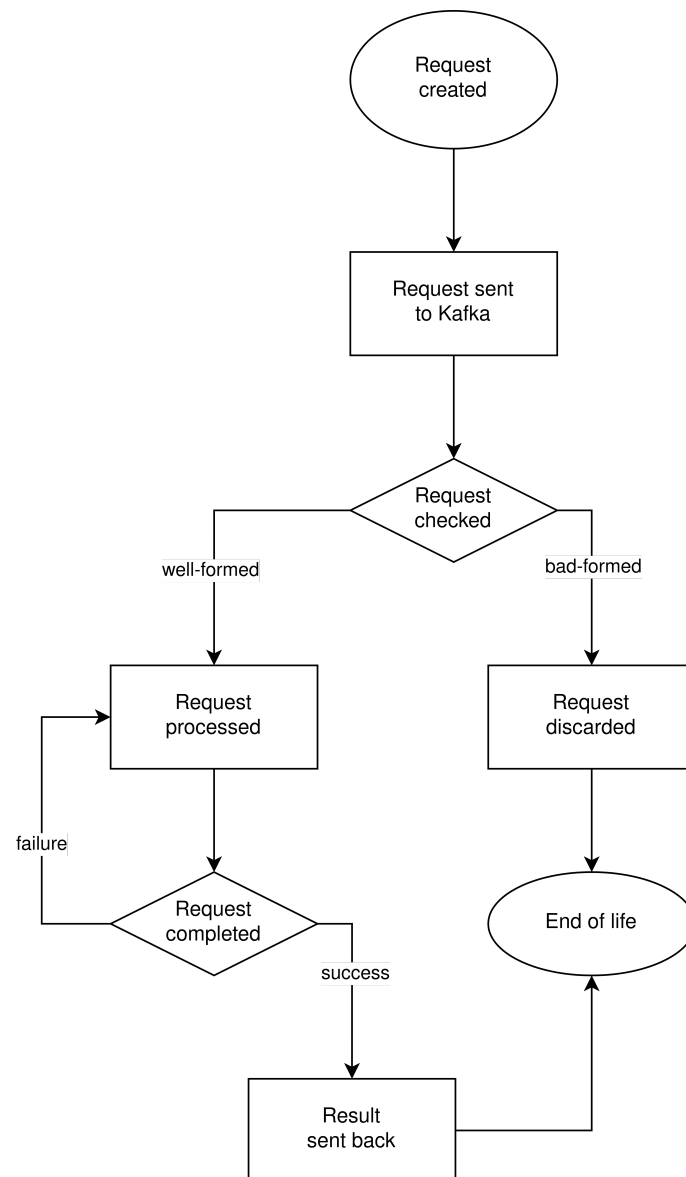 Request
created
Request sent
to Kafka
Request
checked
well-formed
bad-formed
Request
processed
Request
discarded
failure
Request
completed
End of life
success
Result
sent back